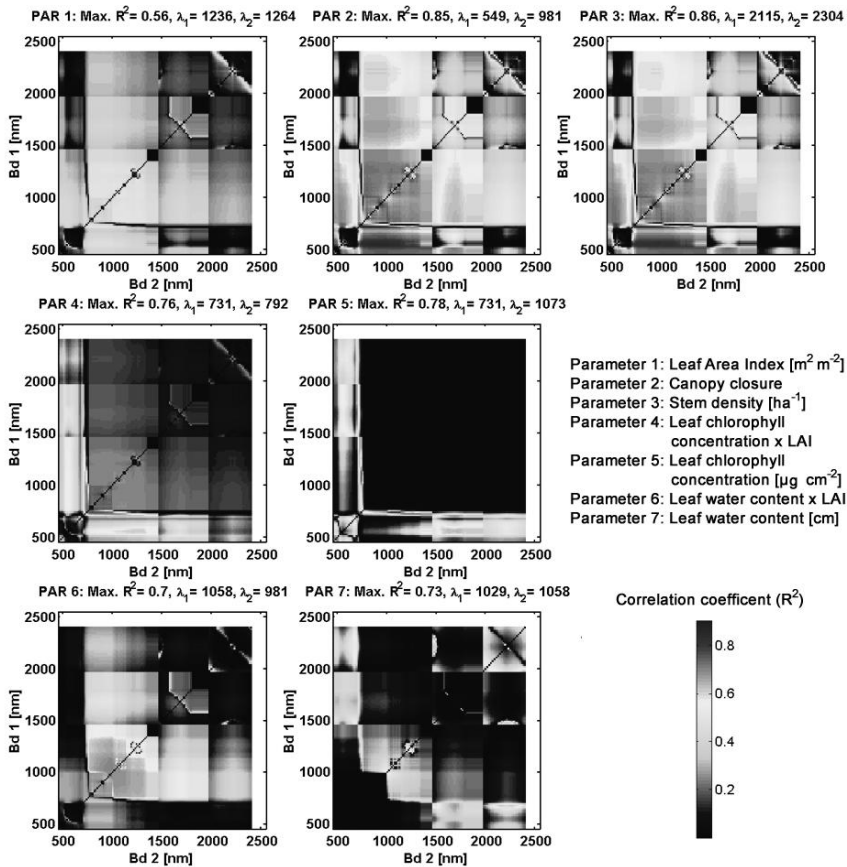 PAR 1: Max. R²= 0.56, λ₁= 1236, λ₂= 1264
PAR 2: Max. R²= 0.85, λ₁= 549, λ₂= 981
PAR 3: Max. R²= 0.86, λ₁= 2115, λ₂= 2304
2500
2000
1500
1000
500
Bd 1 [nm]
500 1000 1500 2000 2500
Bd 2 [nm]
2500
2000
1500
1000
500
Bd 1 [nm]
500 1000 1500 2000 2500
Bd 2 [nm]
2500
2000
1500
1000
500
Bd 1 [nm]
500 1000 1500 2000 2500
Bd 2 [nm]
PAR 4: Max. R²= 0.76, λ₁= 731, λ₂= 792
PAR 5: Max. R²= 0.78, λ₁= 731, λ₂= 1073
2500
2000
1500
1000
500
Bd 1 [nm]
500 1000 1500 2000 2500
Bd 2 [nm]
2500
2000
1500
1000
500
Bd 1 [nm]
500 1000 1500 2000 2500
Bd 2 [nm]
Parameter 1: Leaf Area Index [m² m⁻²]
Parameter 2: Canopy closure
Parameter 3: Stem density [ha⁻¹]
Parameter 4: Leaf chlorophyll
concentration x LAI
Parameter 5: Leaf chlorophyll
concentration [µg cm⁻²]
Parameter 6: Leaf water content x LAI
Parameter 7: Leaf water content [cm]
PAR 6: Max. R²= 0.7, λ₁= 1058, λ₂= 981
PAR 7: Max. R²= 0.73, λ₁= 1029, λ₂= 1058
2500
2000
1500
1000
500
Bd 1 [nm]
500 1000 1500 2000 2500
Bd 2 [nm]
2500
2000
1500
1000
500
Bd 1 [nm]
500 1000 1500 2000 2500
Bd 2 [nm]
Correlation coefficent (R²)
0.8
0.6
0.4
0.2